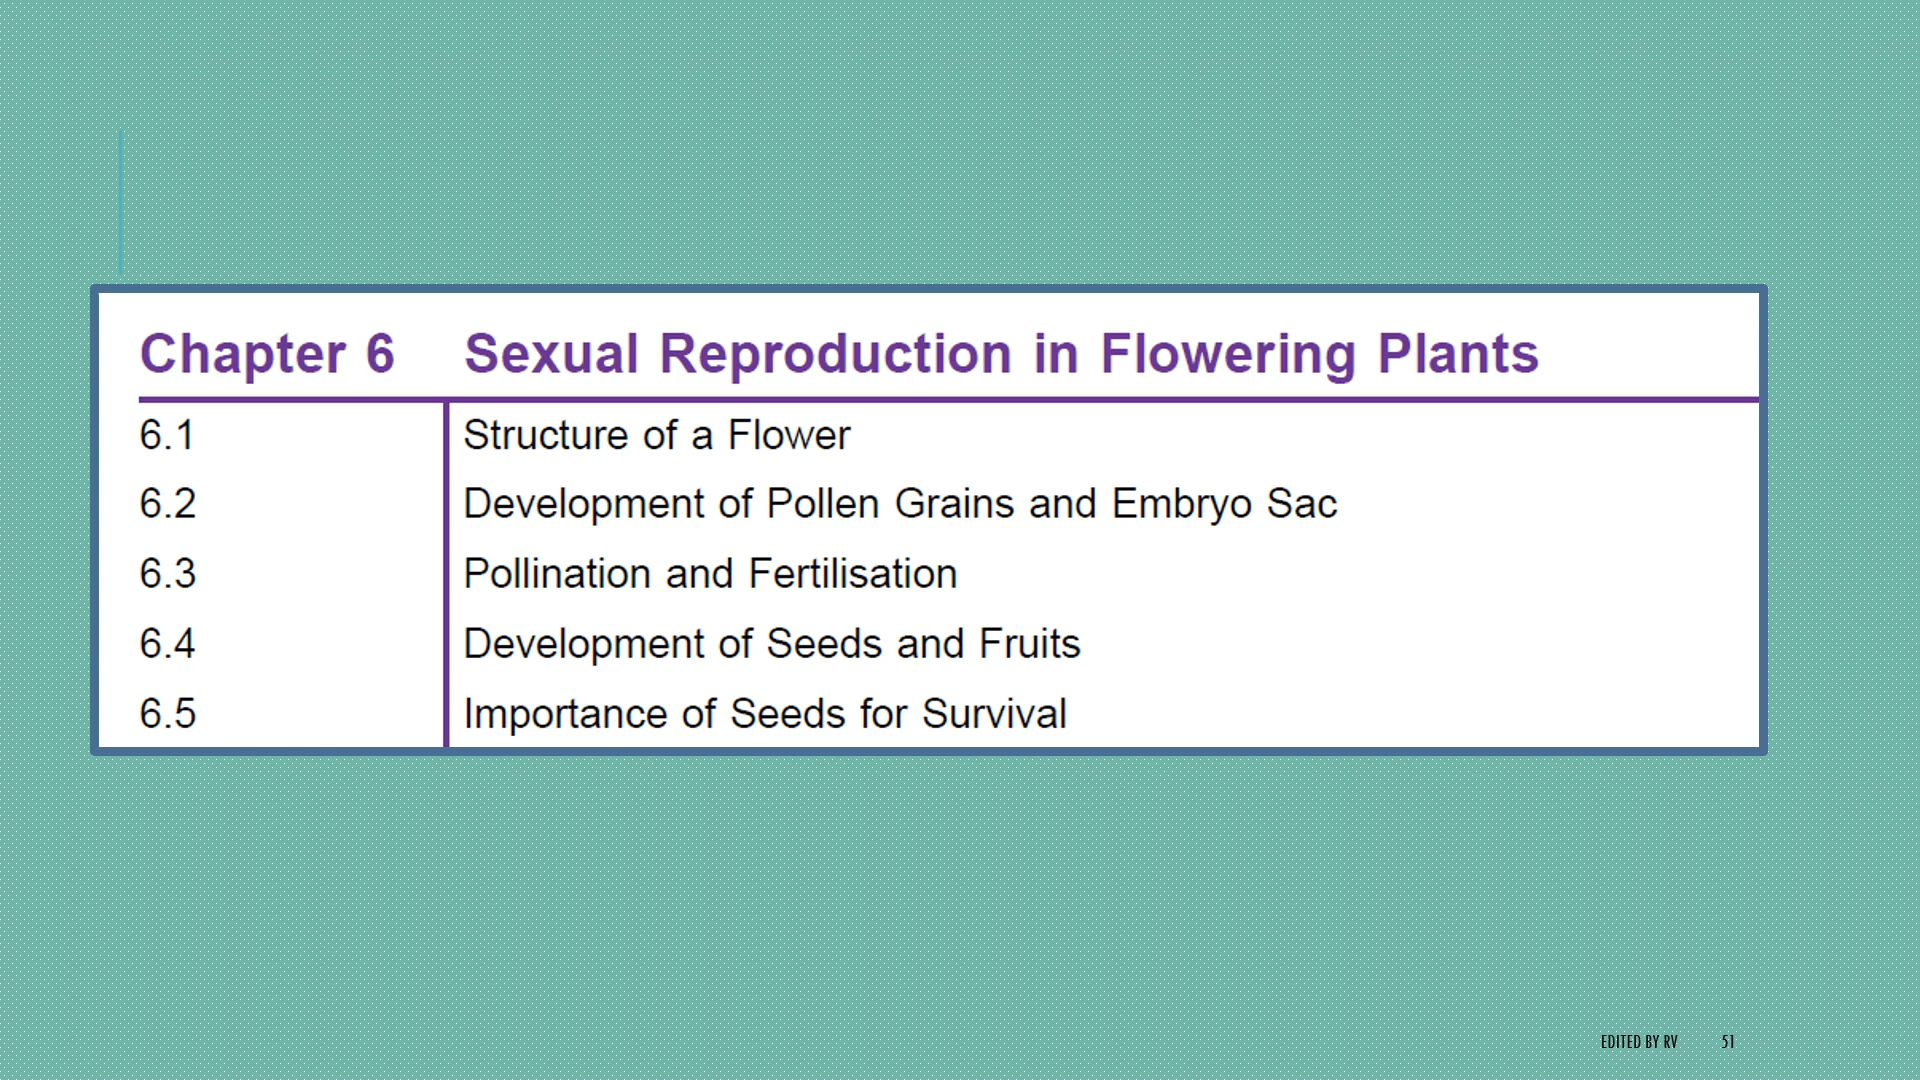 Chapter 6 Sexual Reproduction in Flowering Plants
6.1 Structure of a Flower
6.2 Development of Pollen Grains and Embryo Sac
6.3 Pollination and Fertilisation
6.4 Development of Seeds and Fruits
6.5 Importance of Seeds for Survival
EDITED BY RV 51